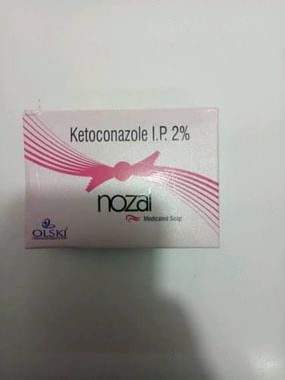 Ketoconazole I.P. 2%
nozal
Medicated Soap
OLSKI